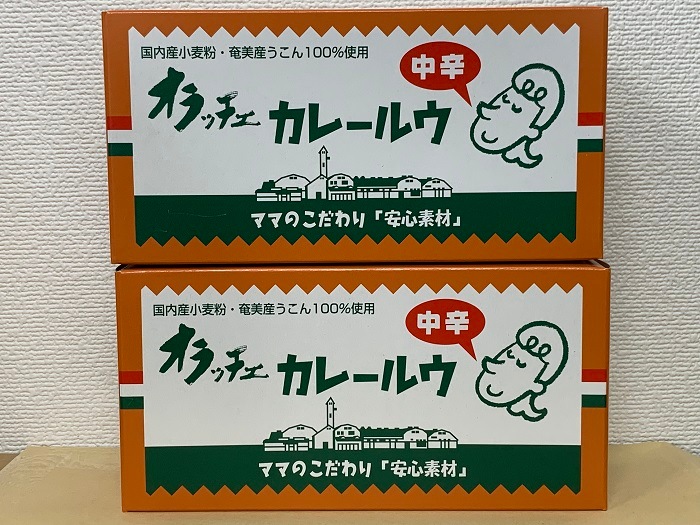 国内産小麦粉・奄美産うこん100%使用
中辛
オラッチェ カレールウ
ママのこだわり「安心素材」
国内産小麦粉・奄美産うこん100%使用
中辛
オラッチェ カレールウ
ママのこだわり「安心素材」